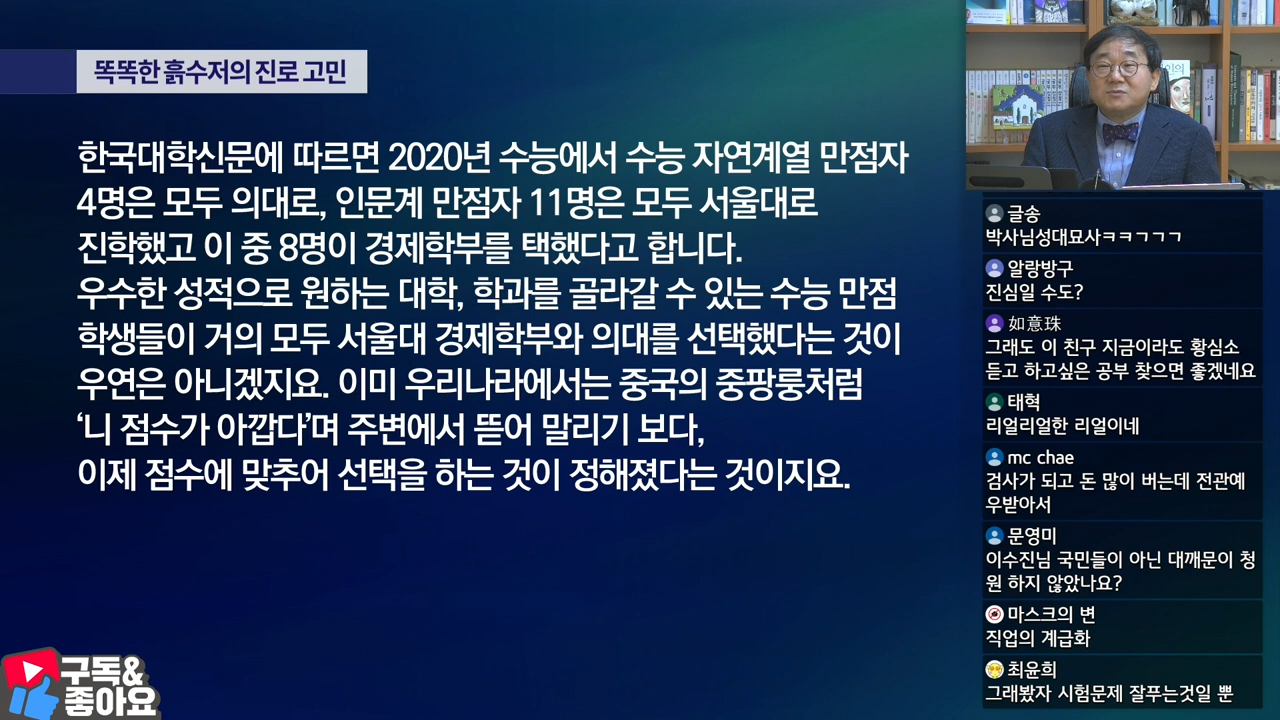 똑똑한 흙수저의 진로 고민
한국대학신문에 따르면 2020년 수능에서 수능 자연계열 만점자
4명은 모두 의대로, 인문계 만점자 11명은 모두 서울대로
진학했고 이 중 8명이 경제학부를 택했다고 합니다.
우수한 성적으로 원하는 대학, 학과를 골라갈 수 있는 수능 만점
학생들이 거의 모두 서울대 경제학부와 의대를 선택했다는 것이
우연은 아니겠지요. 이미 우리나라에서는 중국의 중팡룽처럼
‘니 점수가 아깝다’며 주변에서 뜯어 말리기 보다,
이제 점수에 맞추어 선택을 하는 것이 정해졌다는 것이지요.
글송
박사님성대묘사ㅋㅋㄱㄱㄱ
알랑방구
진심일 수도?
如意珠
그래도 이 친구 지금이라도 황심소
듣고 하고싶은 공부 찾으면 좋겠네요
태혁
리얼리얼한 리얼이네
mc chae
검사가 되고 돈 많이 버는데 전관예
우받아서
문영미
이수진님 국민들이 아닌 대깨문이 청
원 하지 않았나요?
마스크의 변
직업의 계급화
최윤희
그래봤자 시험문제 잘푸는것일 뿐
구독&
좋아요